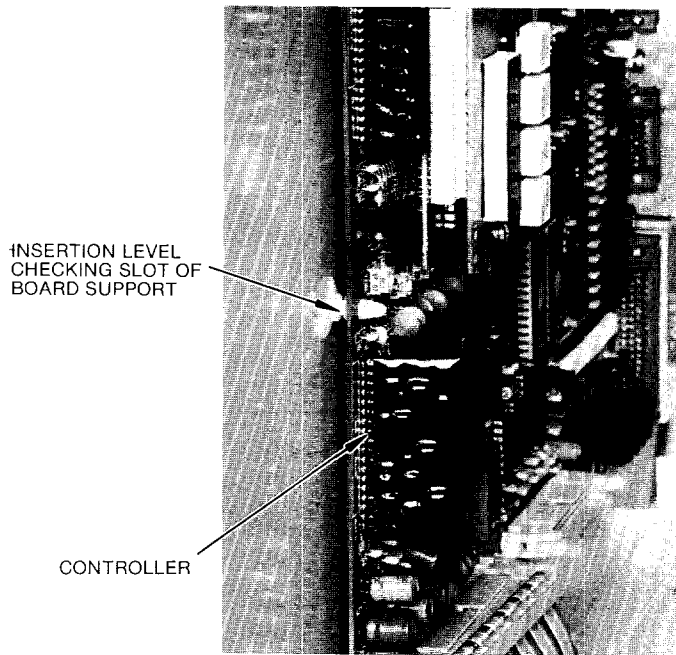 INSERTION LEVEL
CHECKING SLOT OF
BOARD SUPPORT
CONTROLLER